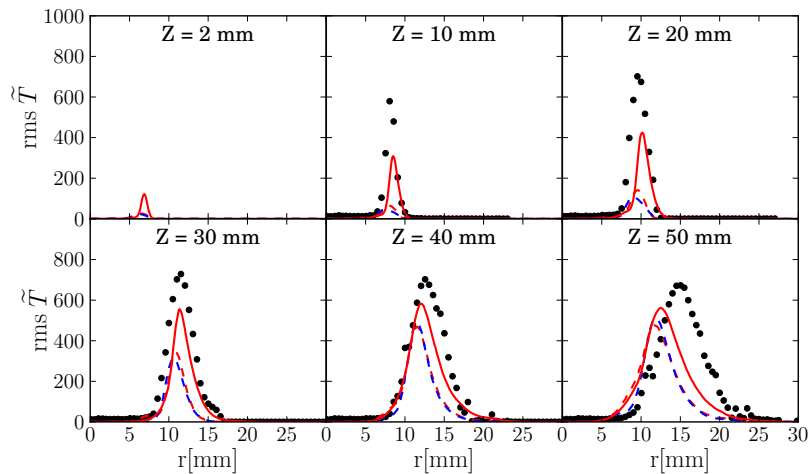 Z = 2 mm
Z = 10 mm
Z = 20 mm
1000
800
600
400
200
0
rms T̃
Z = 30 mm
Z = 40 mm
Z = 50 mm
800
600
400
200
0
rms T̃
0 5 10 15 20 25
0 5 10 15 20 25
0 5 10 15 20 25 30
r[mm]
r[mm]
r[mm]